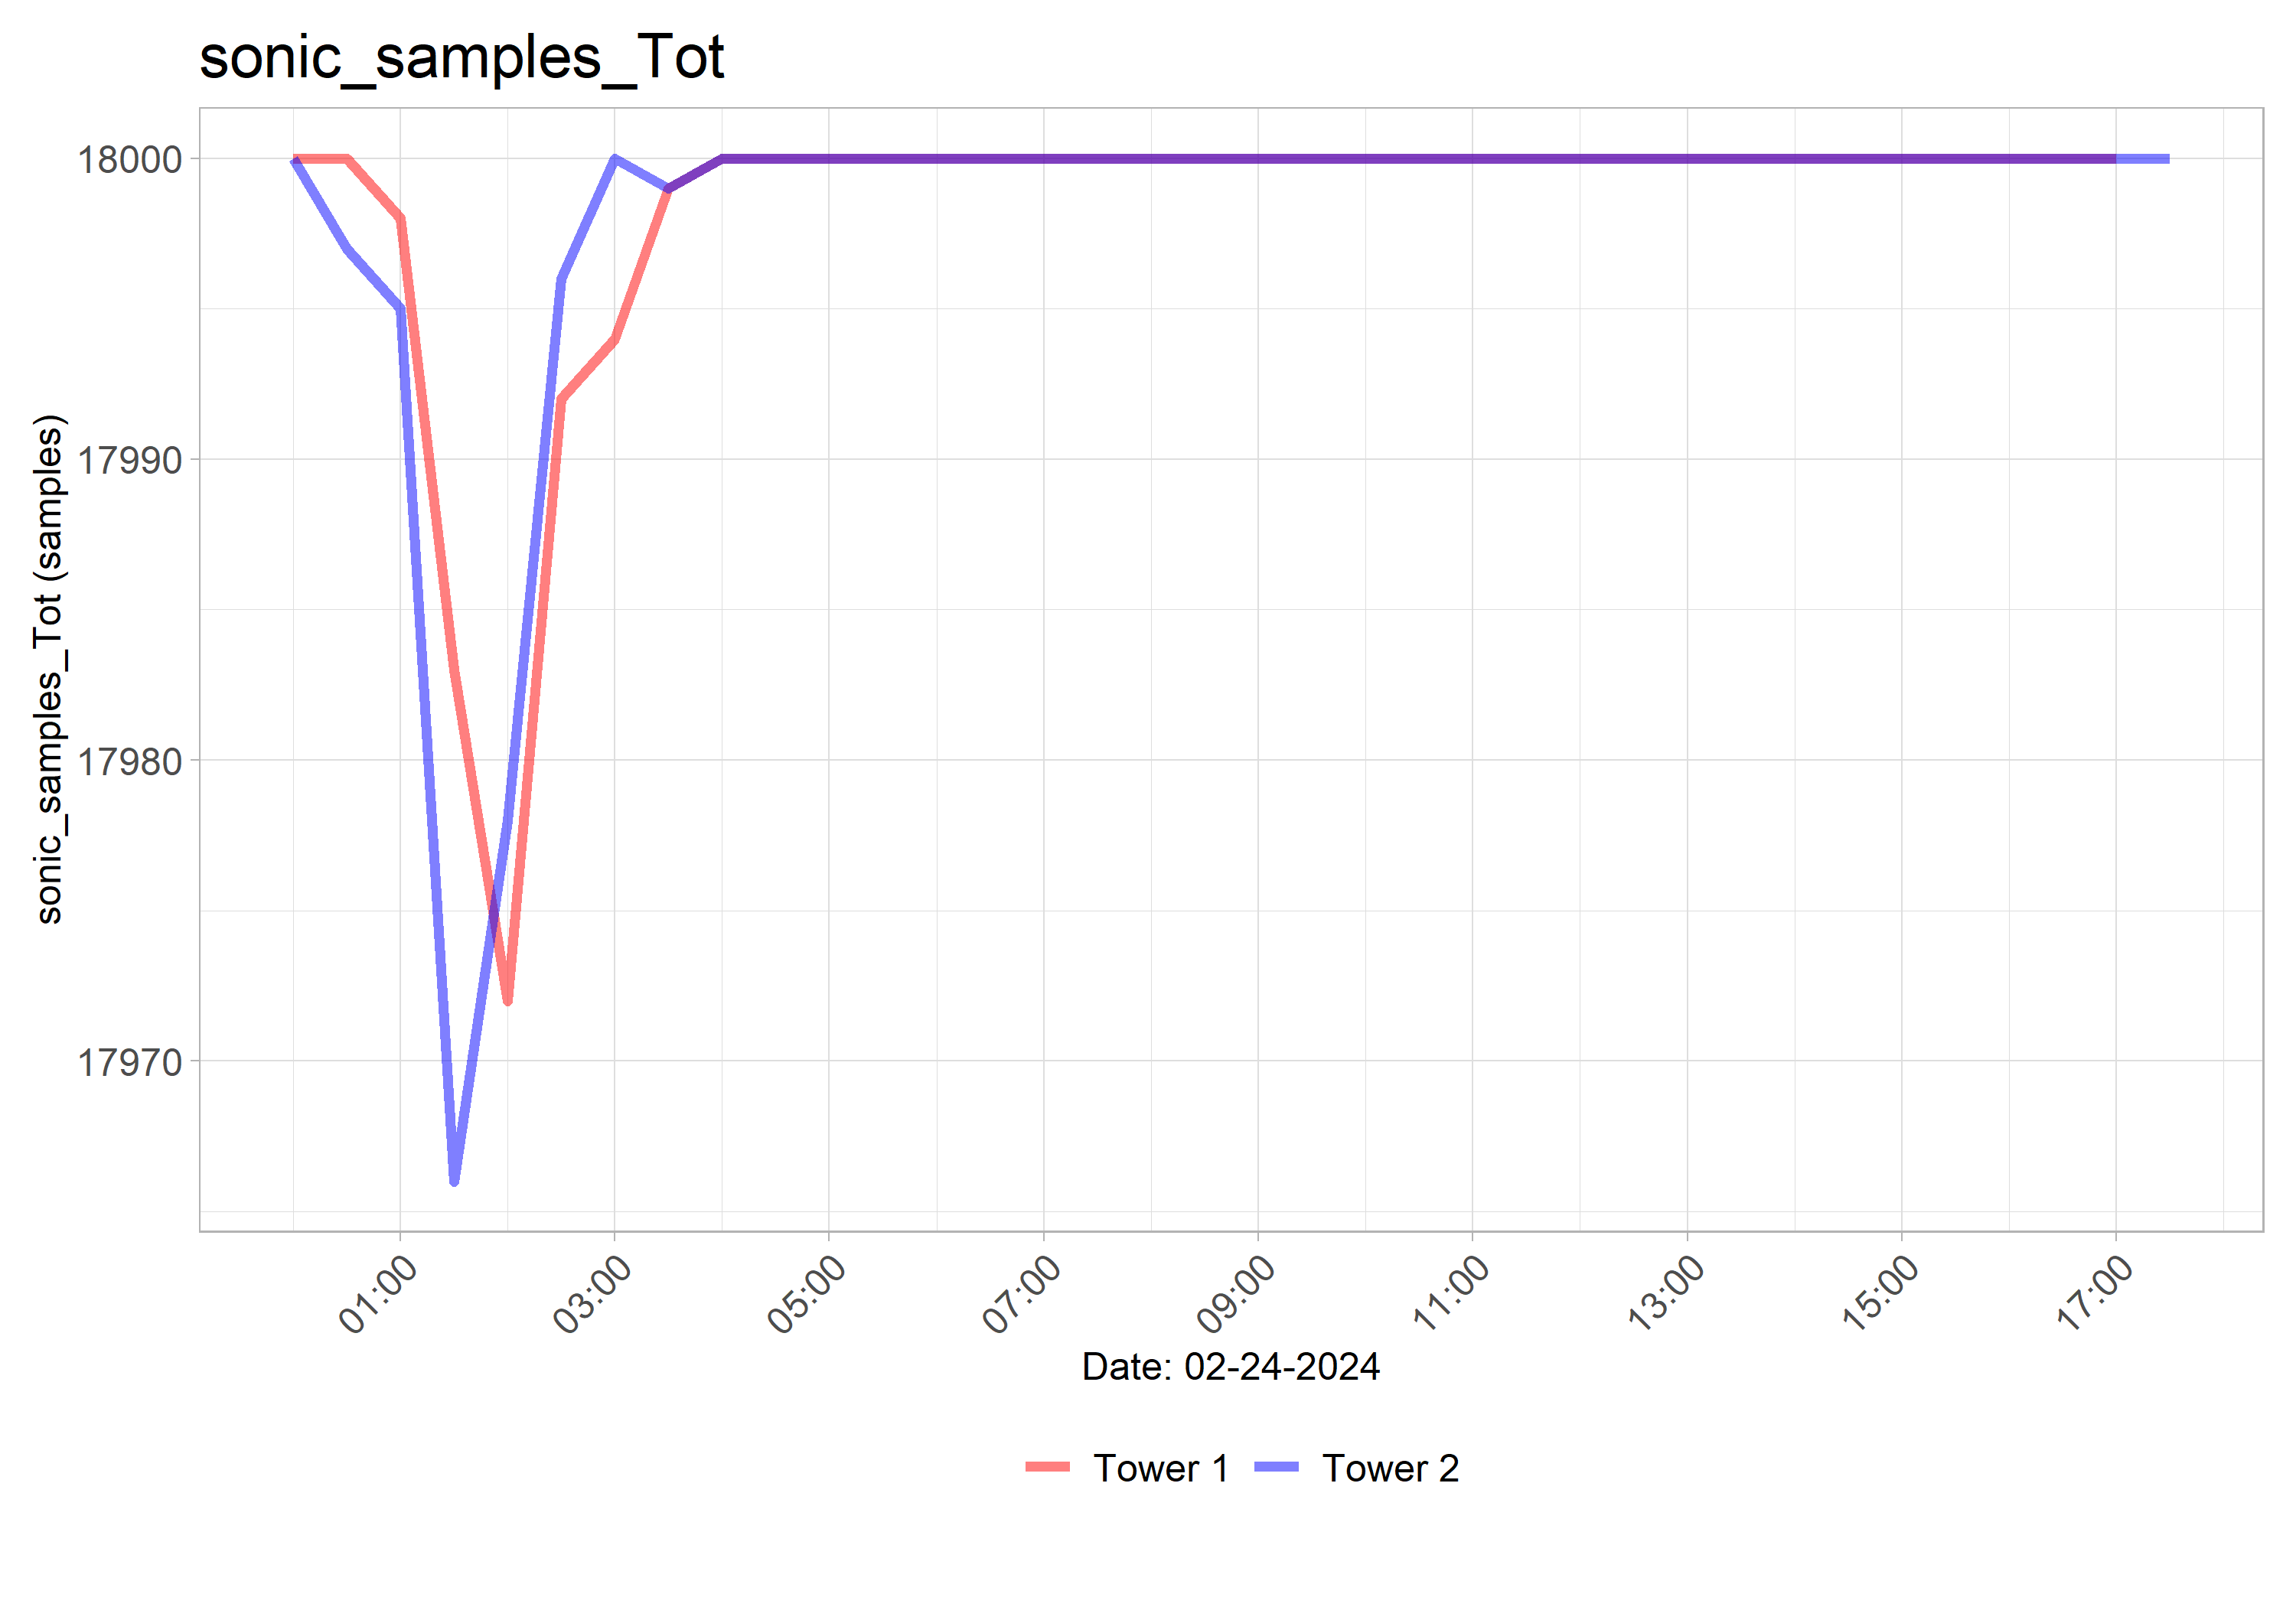 sonic_samples_Tot
sonic_samples_Tot (samples)
18000
17990
17980
17970
01:00
03:00
05:00
07:00
09:00
11:00
13:00
15:00
17:00
Date: 02-24-2024
Tower 1
Tower 2